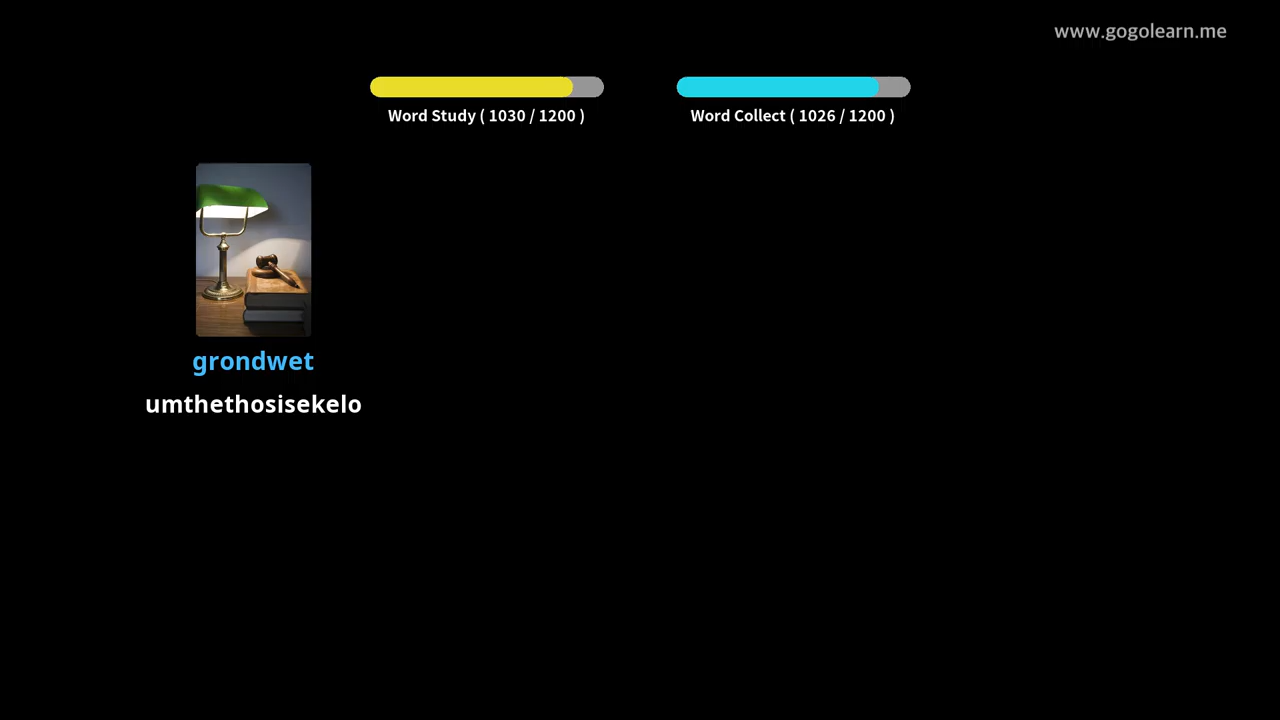 www.gogolearn.me
Word Study ( 1030 / 1200 )
Word Collect ( 1026 / 1200 )
grondwet
umthethosisekelo